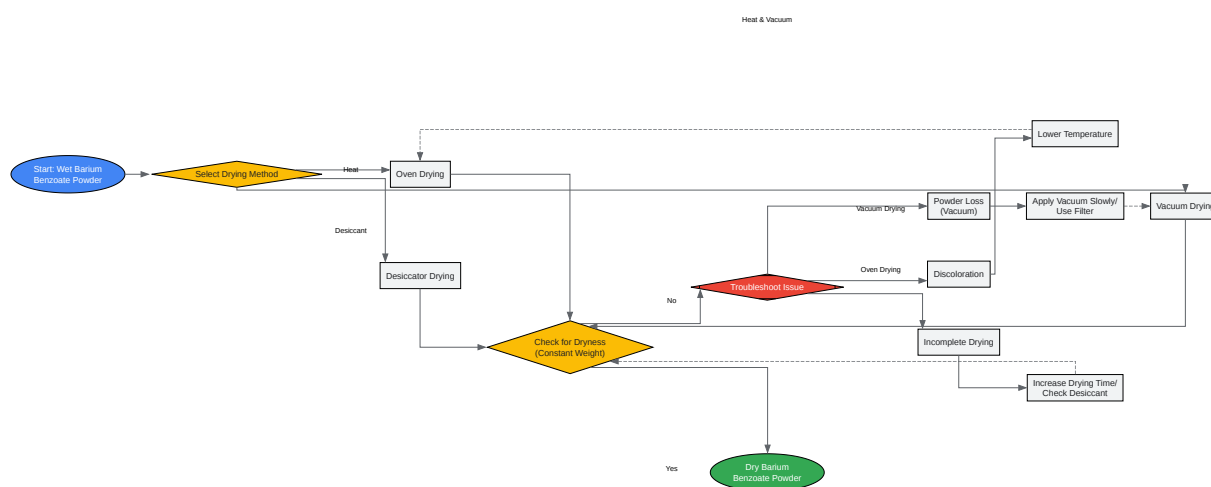 Heat & Vacuum
Lower Temperature
Start: Wet Barium
Benzoate Powder
Select Drying Method
Heat
Oven Drying
Powder Loss
(Vacuum)
Apply Vacuum Slowly/
Use Filter
Vacuum Drying
Vacuum Drying
Desiccant
Desiccator Drying
Oven Drying
Discoloration
Troubleshoot Issue
No
Check for Dryness
(Constant Weight)
Incomplete Drying
Increase Drying Time/
Check Desiccant
Yes
Dry Barium
Benzoate Powder